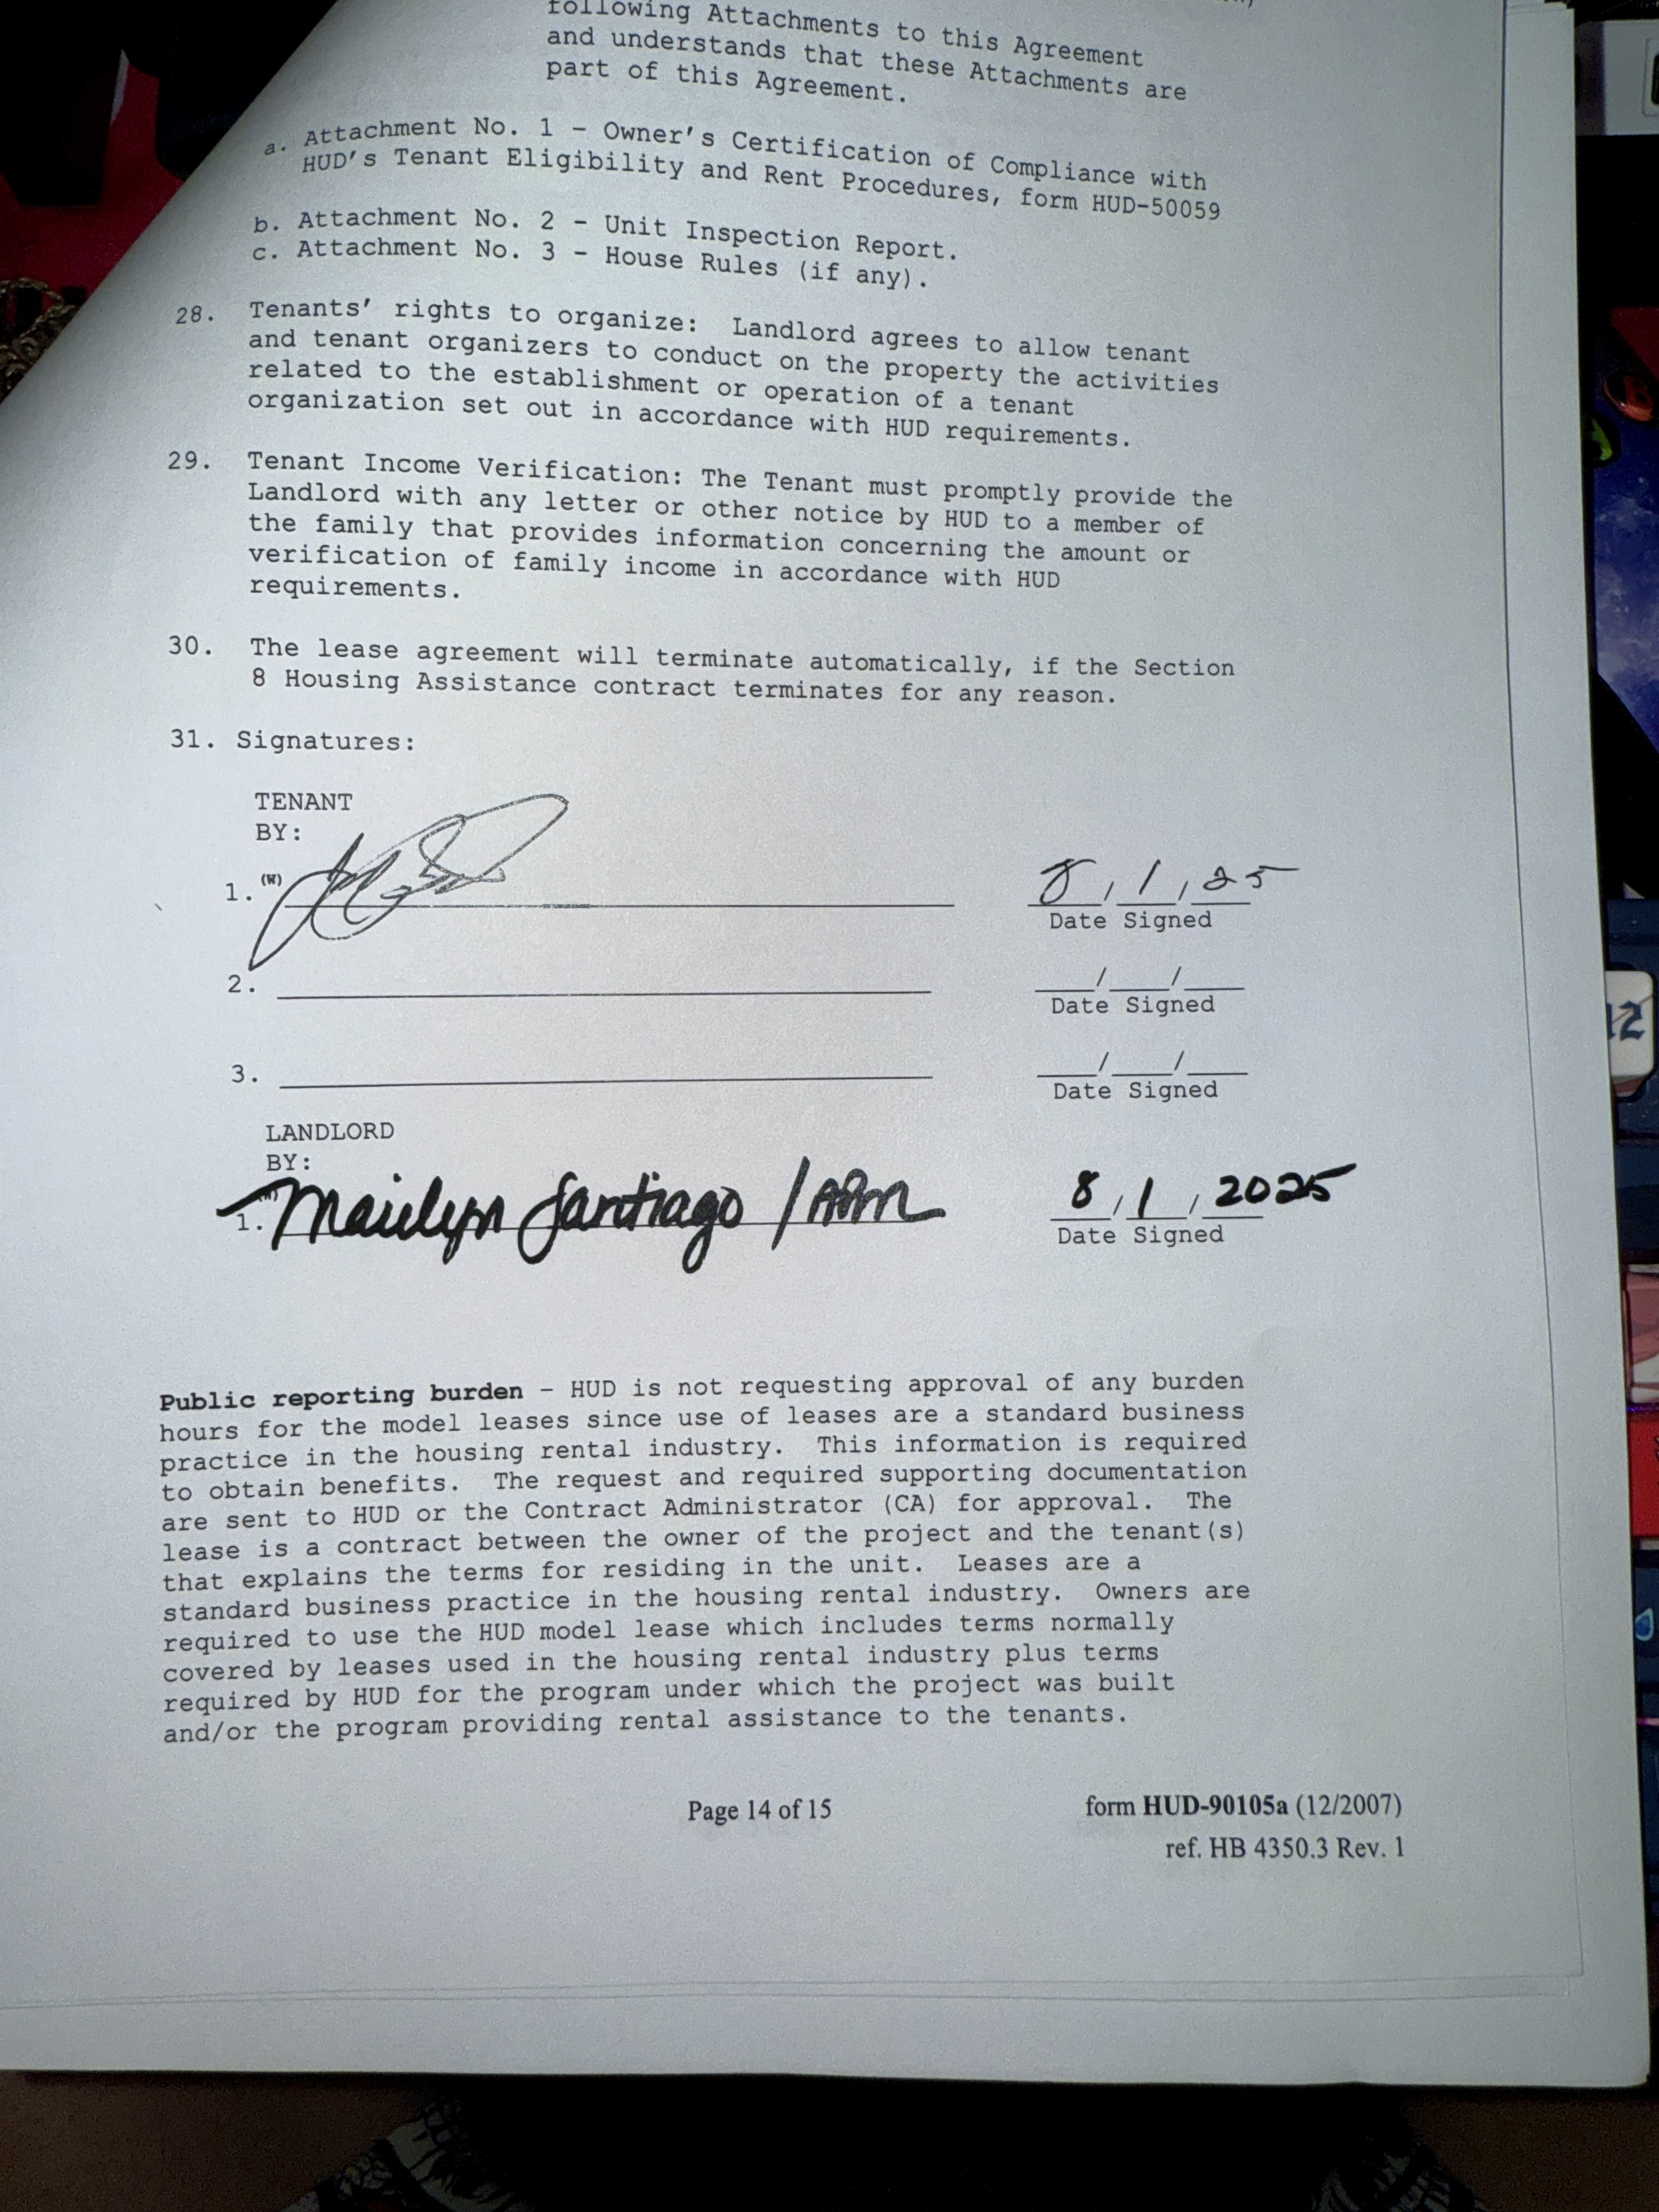 following Attachments to this Agreement
and understands that these Attachments are
part of this Agreement.
a. Attachment No. 1 – Owner's Certification of Compliance with
HUD's Tenant Eligibility and Rent Procedures, form HUD-50059
b. Attachment No. 2 – Unit Inspection Report.
c. Attachment No. 3 – House Rules (if any).
28. Tenants' rights to organize: Landlord agrees to allow tenant
and tenant organizers to conduct on the property the activities
related to the establishment or operation of a tenant
organization set out in accordance with HUD requirements.
29. Tenant Income Verification: The Tenant must promptly provide the
Landlord with any letter or other notice by HUD to a member of
the family that provides information concerning the amount or
verification of family income in accordance with HUD
requirements.
30. The lease agreement will terminate automatically, if the Section
8 Housing Assistance contract terminates for any reason.
31. Signatures:
TENANT
BY:
1. (W) 8/1/25
Date Signed
2. ___/___/___
Date Signed
3. ___/___/___
Date Signed
LANDLORD
BY:
1. Mailyn Santiago /APM 8/1/2025
Date Signed
Public reporting burden – HUD is not requesting approval of any burden
hours for the model leases since use of leases are a standard business
practice in the housing rental industry. This information is required
to obtain benefits. The request and required supporting documentation
are sent to HUD or the Contract Administrator (CA) for approval. The
lease is a contract between the owner of the project and the tenant(s)
that explains the terms for residing in the unit. Leases are a
standard business practice in the housing rental industry. Owners are
required to use the HUD model lease which includes terms normally
covered by leases used in the housing rental industry plus terms
required by HUD for the program under which the project was built
and/or the program providing rental assistance to the tenants.
Page 14 of 15
form HUD-90105a (12/2007)
ref. HB 4350.3 Rev. 1